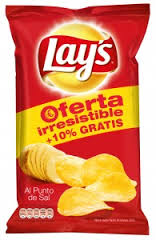 Lay's
Oferta
irresistible
+10% GRATIS
Al Punto
de Sal